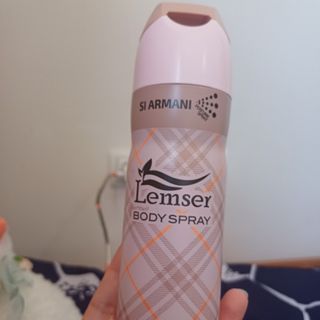 SI ARMANI
Lemser
BODY SPRAY